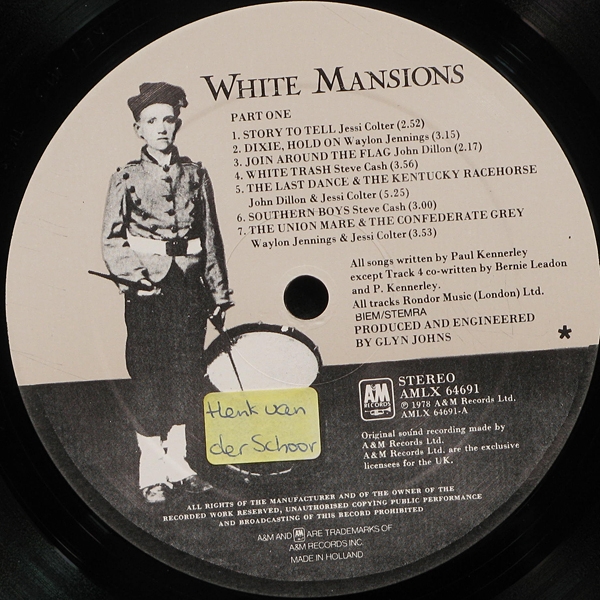 WHITE MANSIONS
PART ONE
1. STORY TO TELL Jessi Colter (2.52)
2. DIXIE, HOLD ON Waylon Jennings (3.15)
3. JOIN AROUND THE FLAG John Dillon (2.17)
4. WHITE TRASH Steve Cash (3.56)
5. THE LAST DANCE & THE KENTUCKY RACEHORSE
John Dillon & Jessi Colter (5.25)
6. SOUTHERN BOYS Steve Cash (3.00)
7. THE UNION MARE & THE CONFEDERATE GREY
Waylon Jennings & Jessi Colter (3.53)
All songs written by Paul Kennerley
except Track 4 co-written by Bernie Leadon
and P. Kennerley.
All tracks Rondor Music (London) Ltd.
BIEM/STEMRA
PRODUCED AND ENGINEERED
BY GLYN JOHNS
*
A&M
RECORDS
STEREO
AMLX 64691
℗ 1978 A&M Records Ltd.
AMLX 64691-A
Henk van
der Schoor
Original sound recording made by
A&M Records Ltd.
A&M Records Ltd. are the exclusive
licensees for the UK.
ALL RIGHTS OF THE MANUFACTURER AND OF THE OWNER OF THE
RECORDED WORK RESERVED, UNAUTHORISED COPYING PUBLIC PERFORMANCE
AND BROADCASTING OF THIS RECORD PROHIBITED
A&M AND A&M ARE TRADEMARKS OF
A&M RECORDS INC.
MADE IN HOLLAND